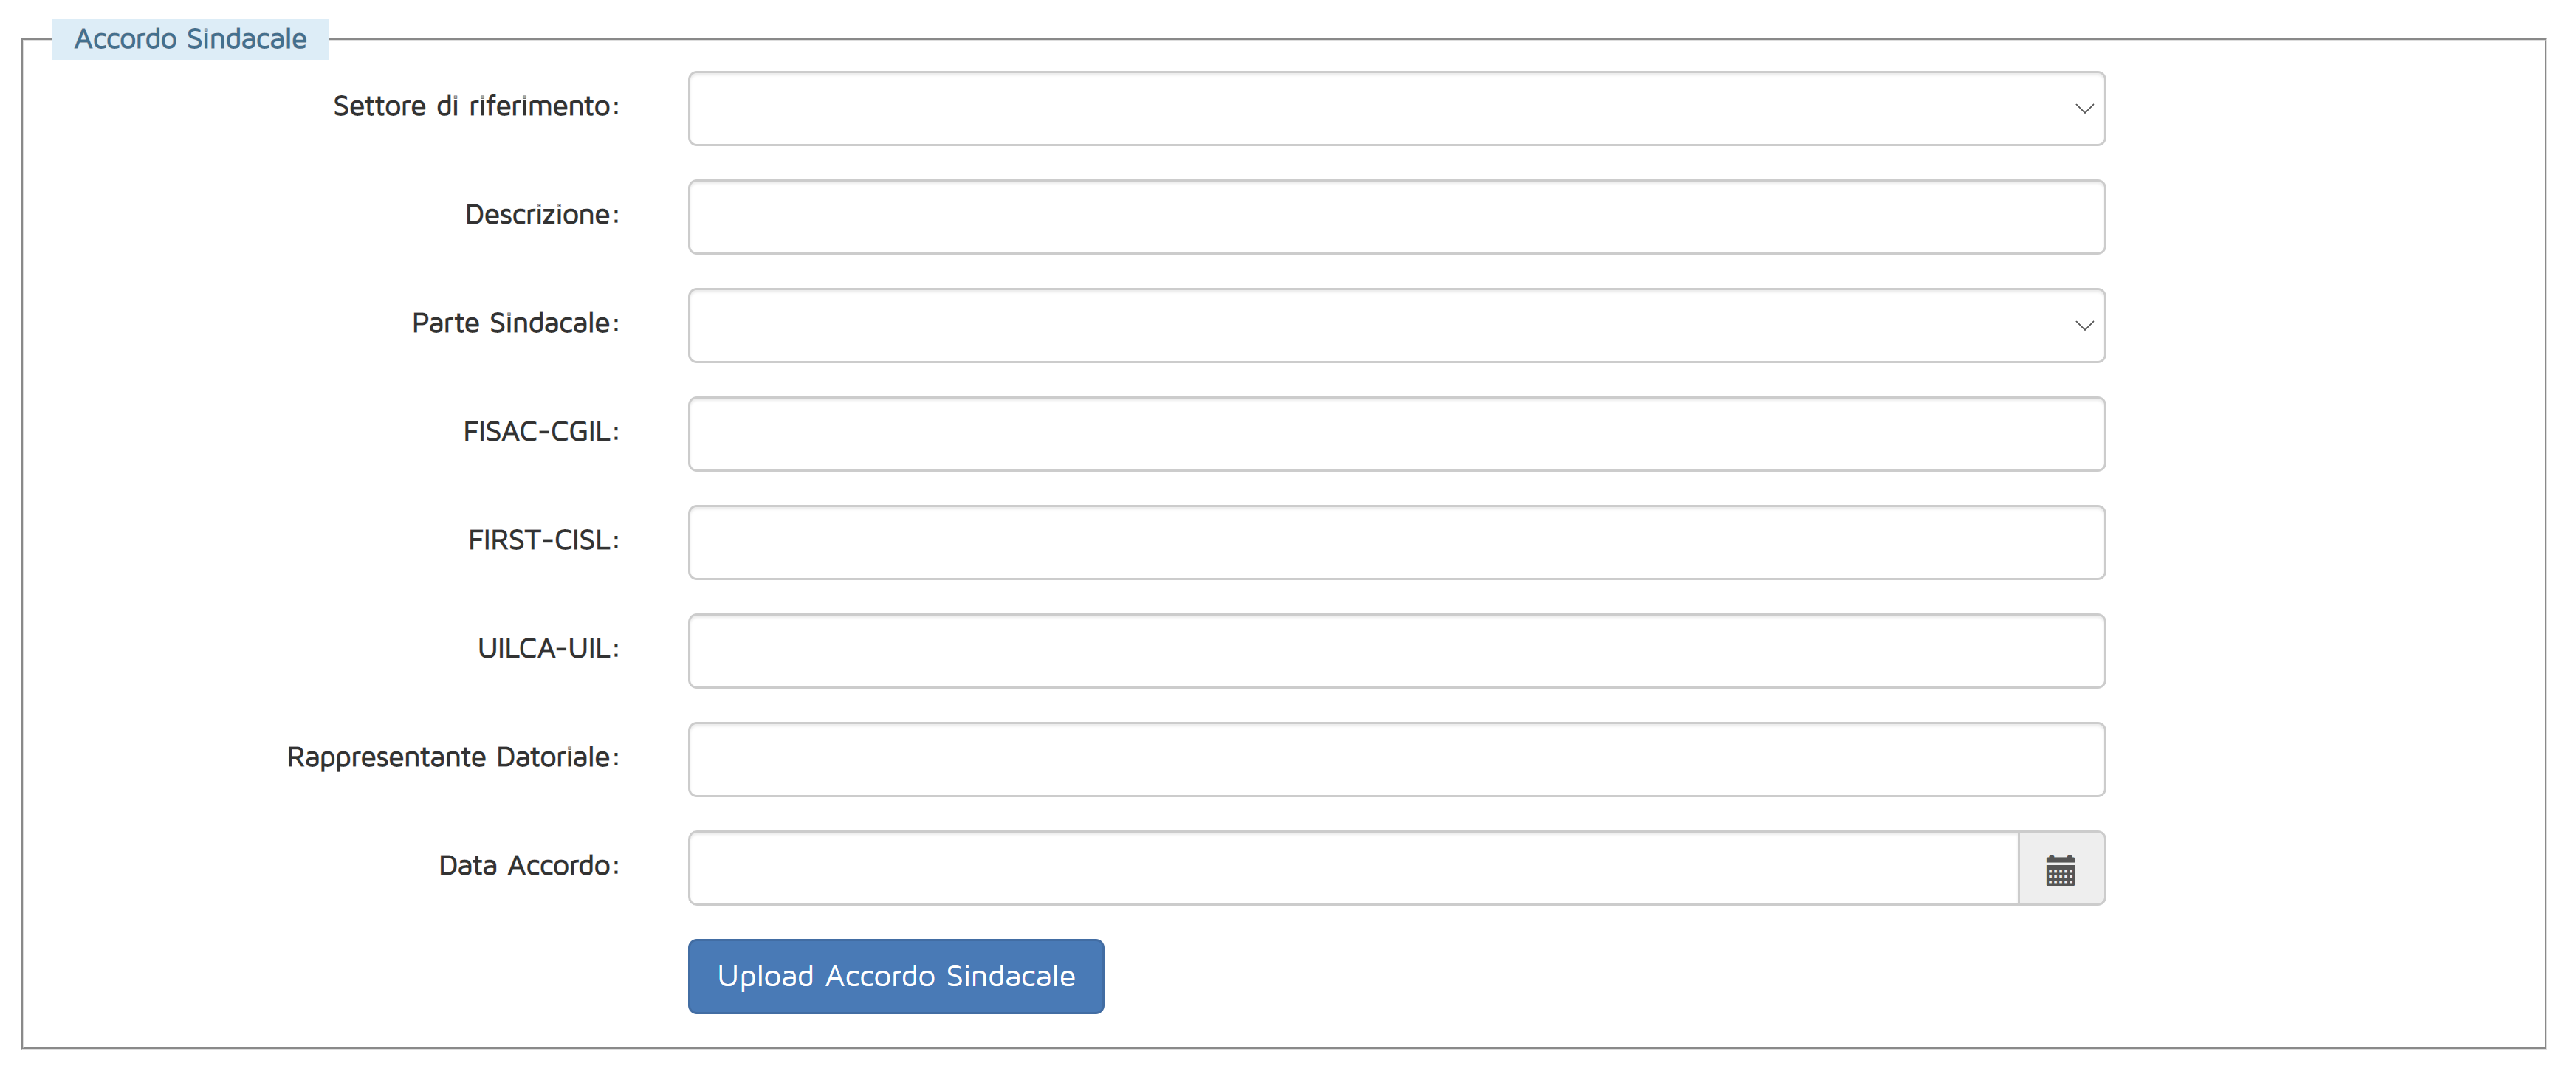 Accordo Sindacale
Settore di riferimento:
Descrizione:
Parte Sindacale:
FISAC-CGIL:
FIRST-CISL:
UILCA-UIL:
Rappresentante Datoriale:
Data Accordo:
Upload Accordo Sindacale